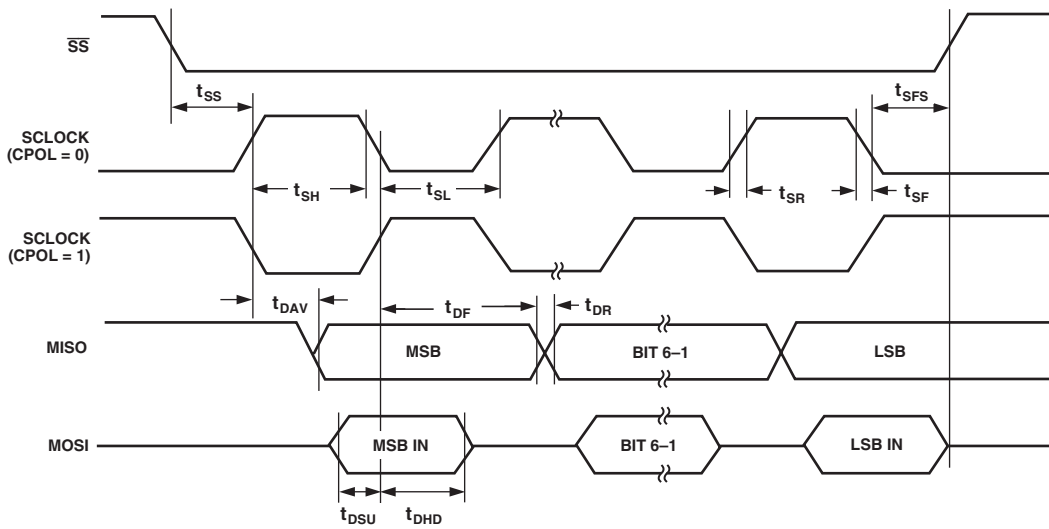 SS
tSS
tSFS
SCLOCK
(CPOL = 0)
tSH
tSL
tSR
tSF
SCLOCK
(CPOL = 1)
tDAV
tDF
tDR
MISO
MSB
BIT 6–1
LSB
MOSI
MSB IN
BIT 6–1
LSB IN
tDSU
tDHD